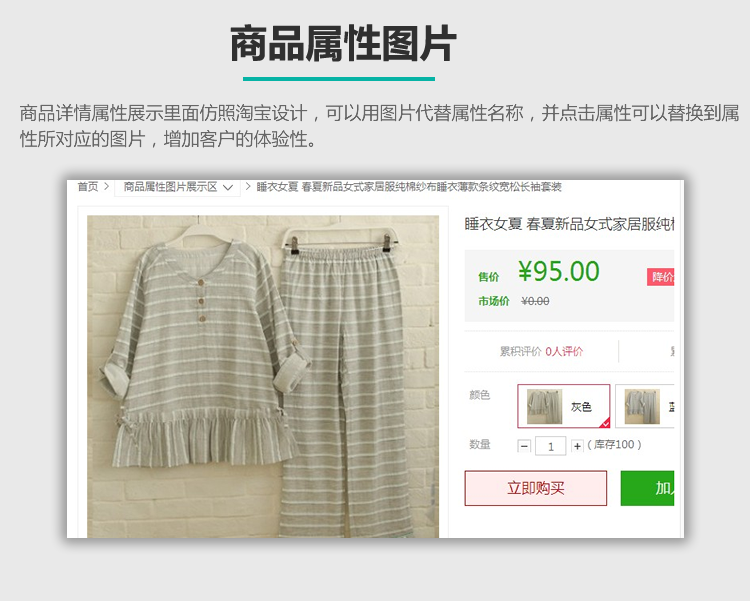 商品属性图片
商品详情属性展示里面仿照淘宝设计，可以用图片代替属性名称，并点击属性可以替换到属
性所对应的图片，增加客户的体验性。
首页 > 商品属性图片展示区 > 睡衣女夏 春夏新品女式家居服纯棉纱布睡衣薄款条纹宽松长袖套装
睡衣女夏 春夏新品女式家居服纯
售价 ¥95.00 降价
市场价 ¥0.00
累积评价 0人评价
颜色 灰色
数量 − 1 + ( 库存100 )
立即购买 加